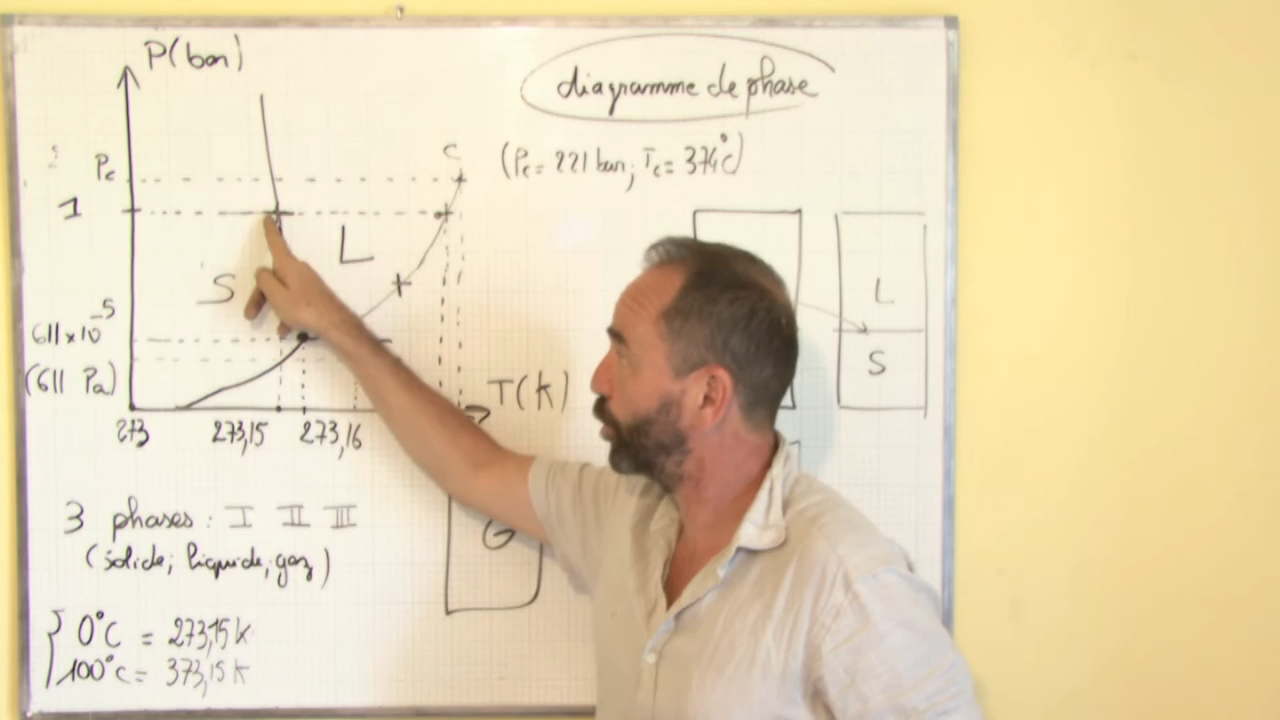 P(bar)
diagramme de phase
Pc
C
(Pc = 221 bar; Tc = 374°C)
1
L
S
L
S
611×10^-5
(611 Pa)
T(K)
273
273,15
273,16
3 phases : I II III
G
(solide; liquide; gaz)
0°C = 273,15 K
100°C = 373,15 K